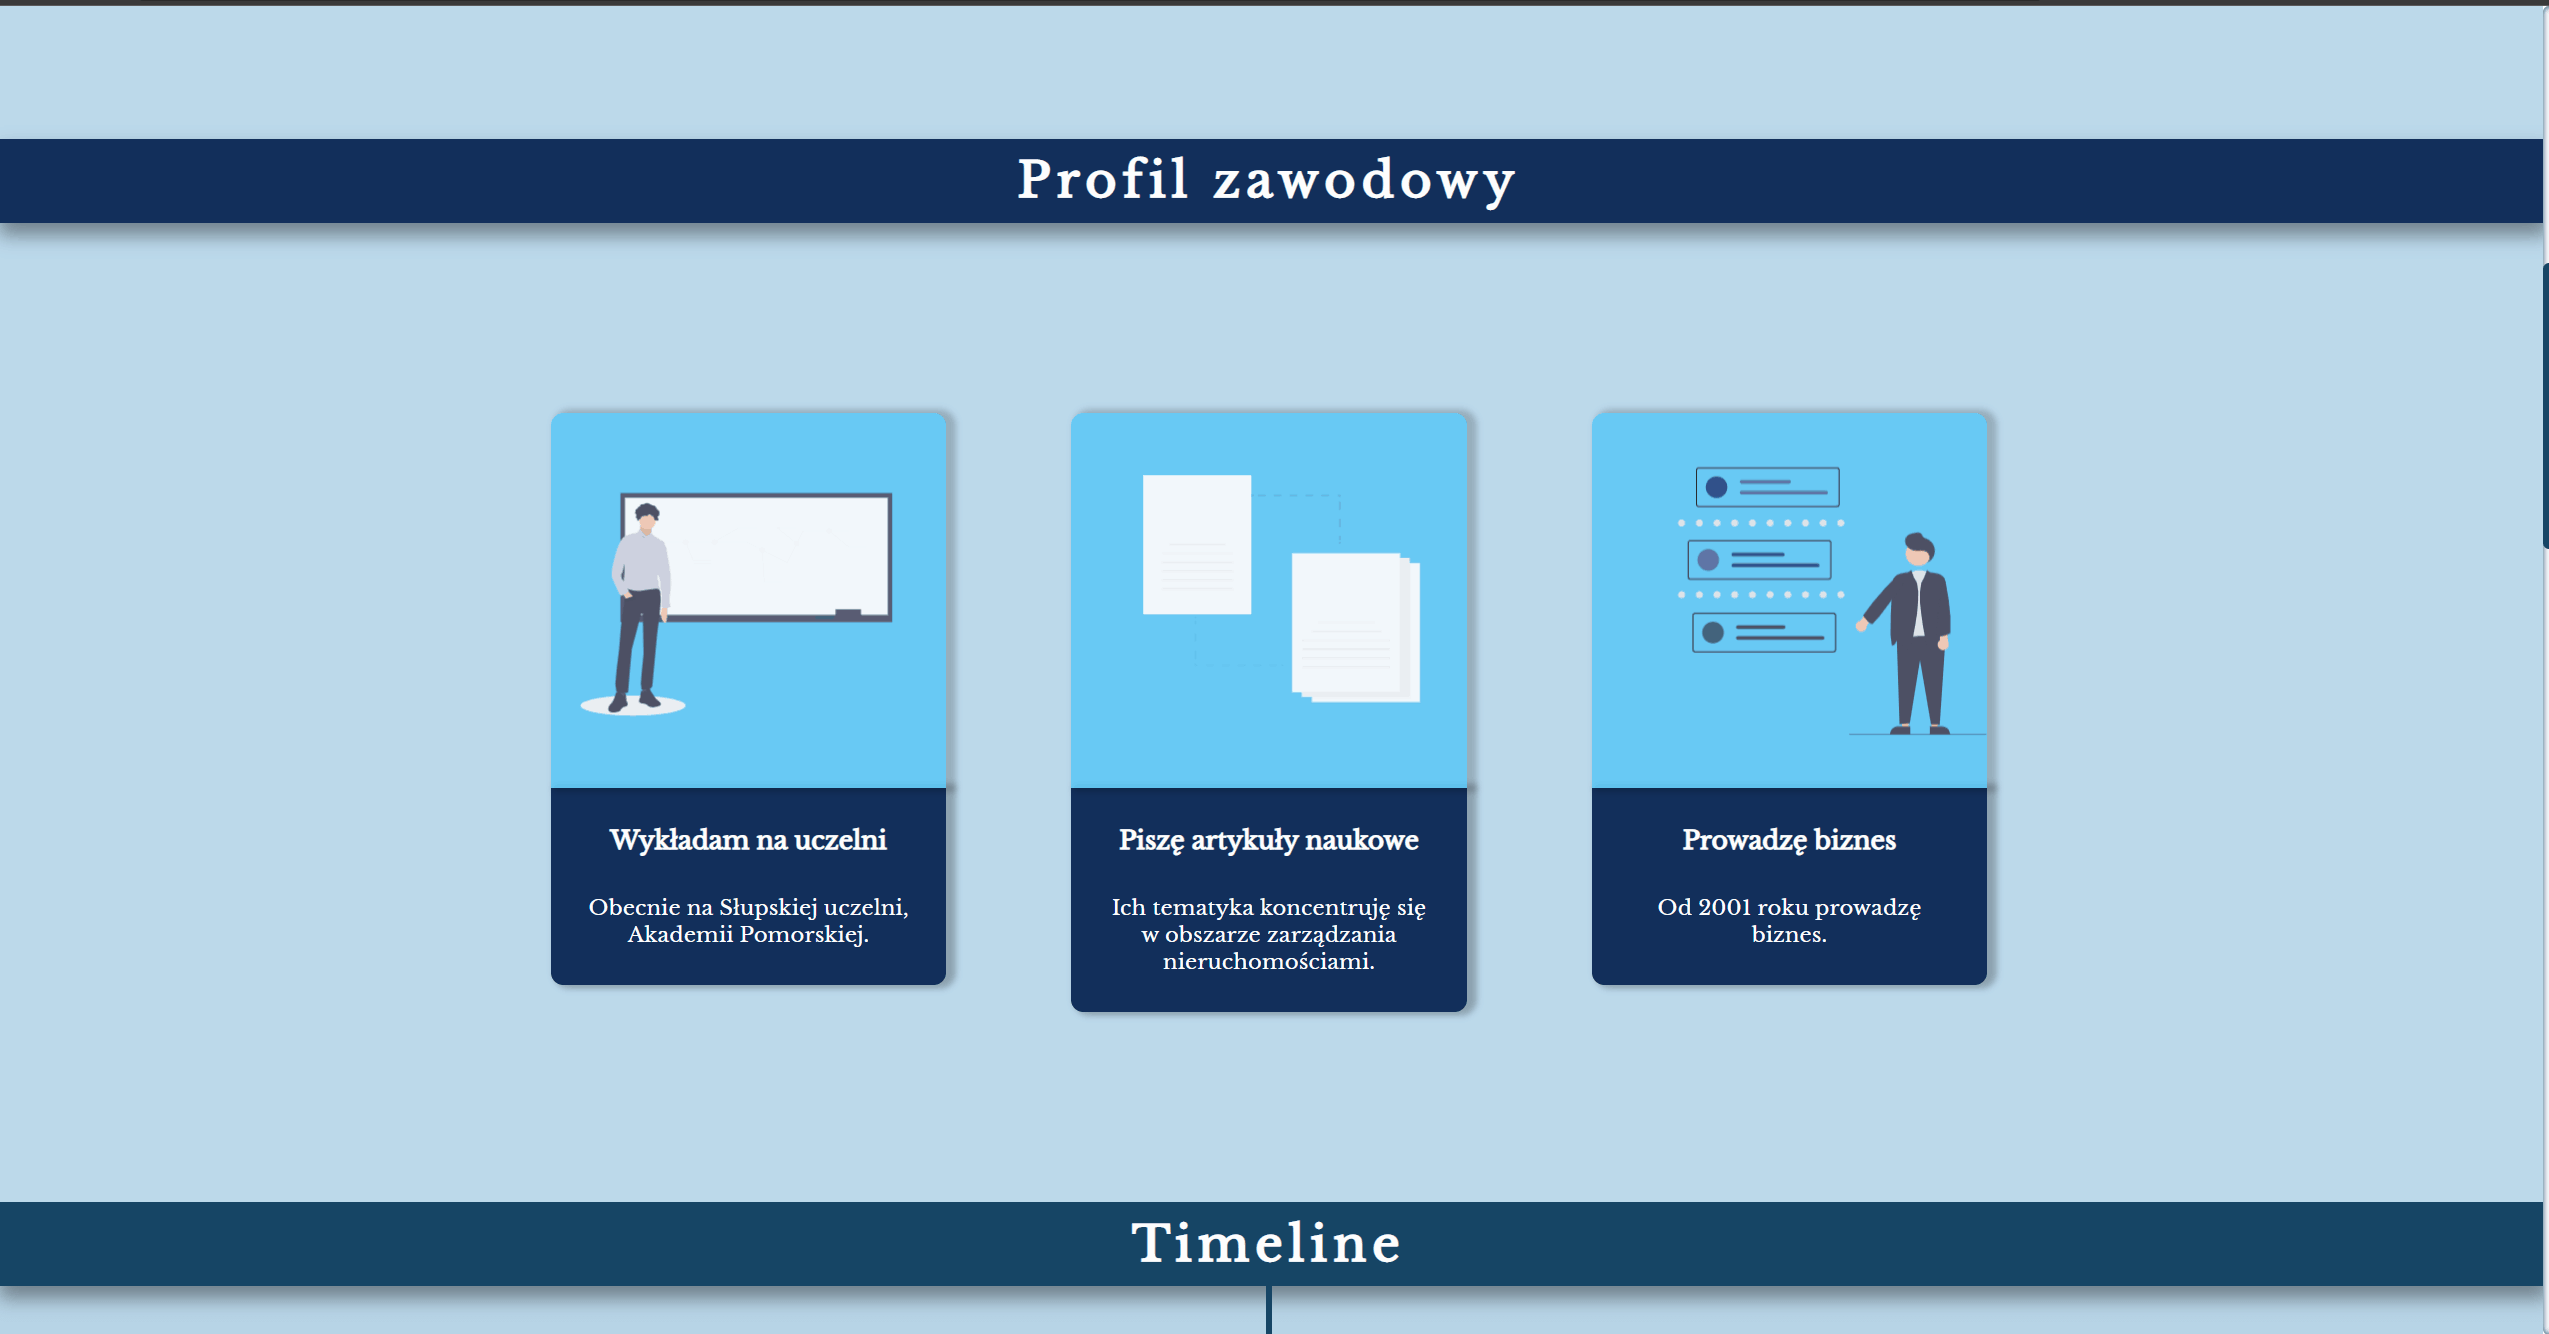 Profil zawodowy
Wykładam na uczelni
Obecnie na Słupskiej uczelni,
Akademii Pomorskiej.
Piszę artykuły naukowe
Ich tematyka koncentruję się
w obszarze zarządzania
nieruchomościami.
Prowadzę biznes
Od 2001 roku prowadzę
biznes.
Timeline